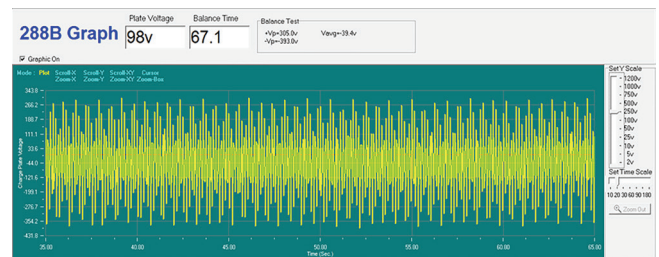 Plate Voltage Balance Time
288B Graph 98v 67.1
Balance Test
+Vp=305.0v Vavg=-39.4v
-Vp=-393.0v
Graphic On
Mode : Plot Scroll-X Scroll-Y Scroll-XY Cursor
Zoom-X Zoom-Y Zoom-XY Zoom-Box
Charge Plate Voltage
343.8
266.2
188.7
111.1
33.6
-44.0
-121.6
-199.1
-276.7
-354.2
-431.8
35.00 40.00 45.00 50.00 55.00 60.00 65.00
Time (Sec.)
Set Y Scale
1200v
1000v
750v
500v
250v
100v
50v
25v
10v
5v
2v
Set Time Scale
10 20 30 60 90 180
Zoom Out